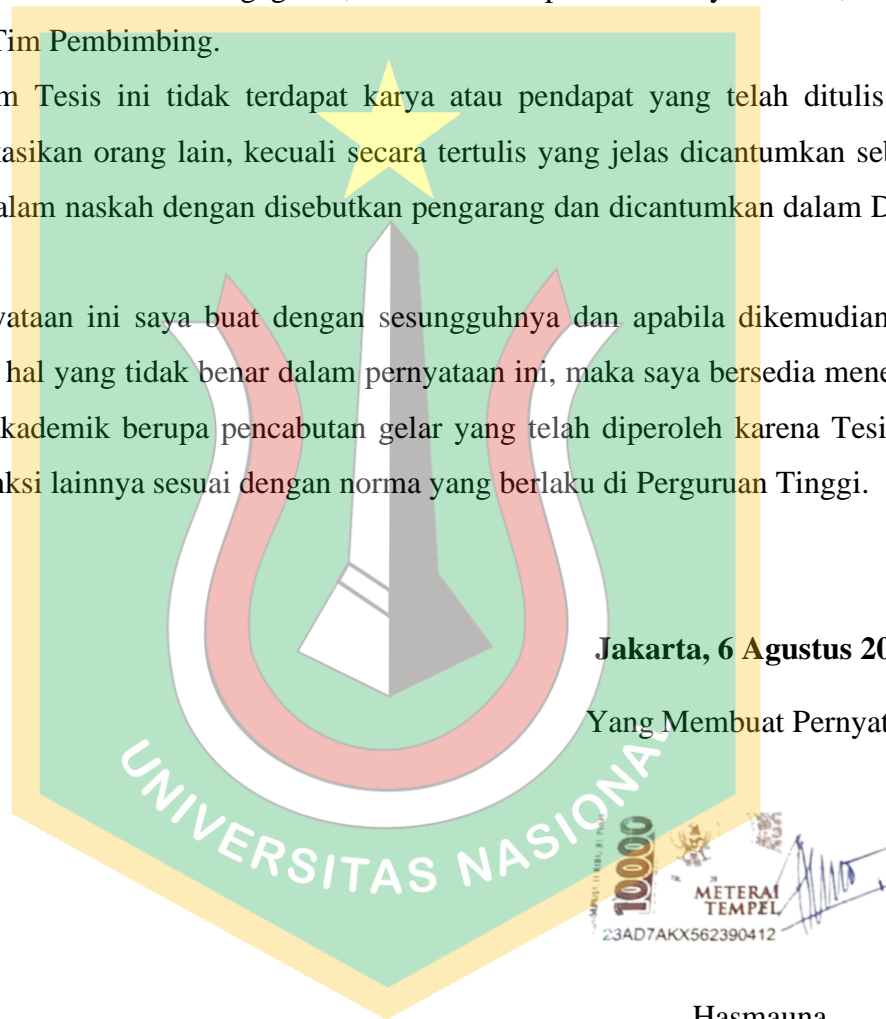 Tim Pembimbing.
m Tesis ini tidak terdapat karya atau pendapat yang telah ditulis
kasikan orang lain, kecuali secara tertulis yang jelas dicantumkan seb
alam naskah dengan disebutkan pengarang dan dicantumkan dalam D
yataan ini saya buat dengan sesungguhnya dan apabila dikemudian
hal yang tidak benar dalam pernyataan ini, maka saya bersedia mene
akademik berupa pencabutan gelar yang telah diperoleh karena Tesi
nksi lainnya sesuai dengan norma yang berlaku di Perguruan Tinggi.
Jakarta, 6 Agustus 20
Yang Membuat Pernyat
UNIVERSITAS NASIONAL
10000
METERAI
TEMPEL
23AD7AKX562390412
Hasmauna